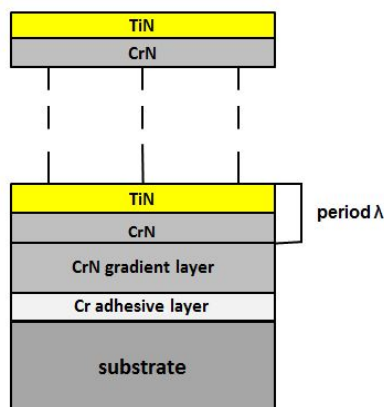 TiN
CrN
TiN
period λ
CrN
CrN gradient layer
Cr adhesive layer
substrate